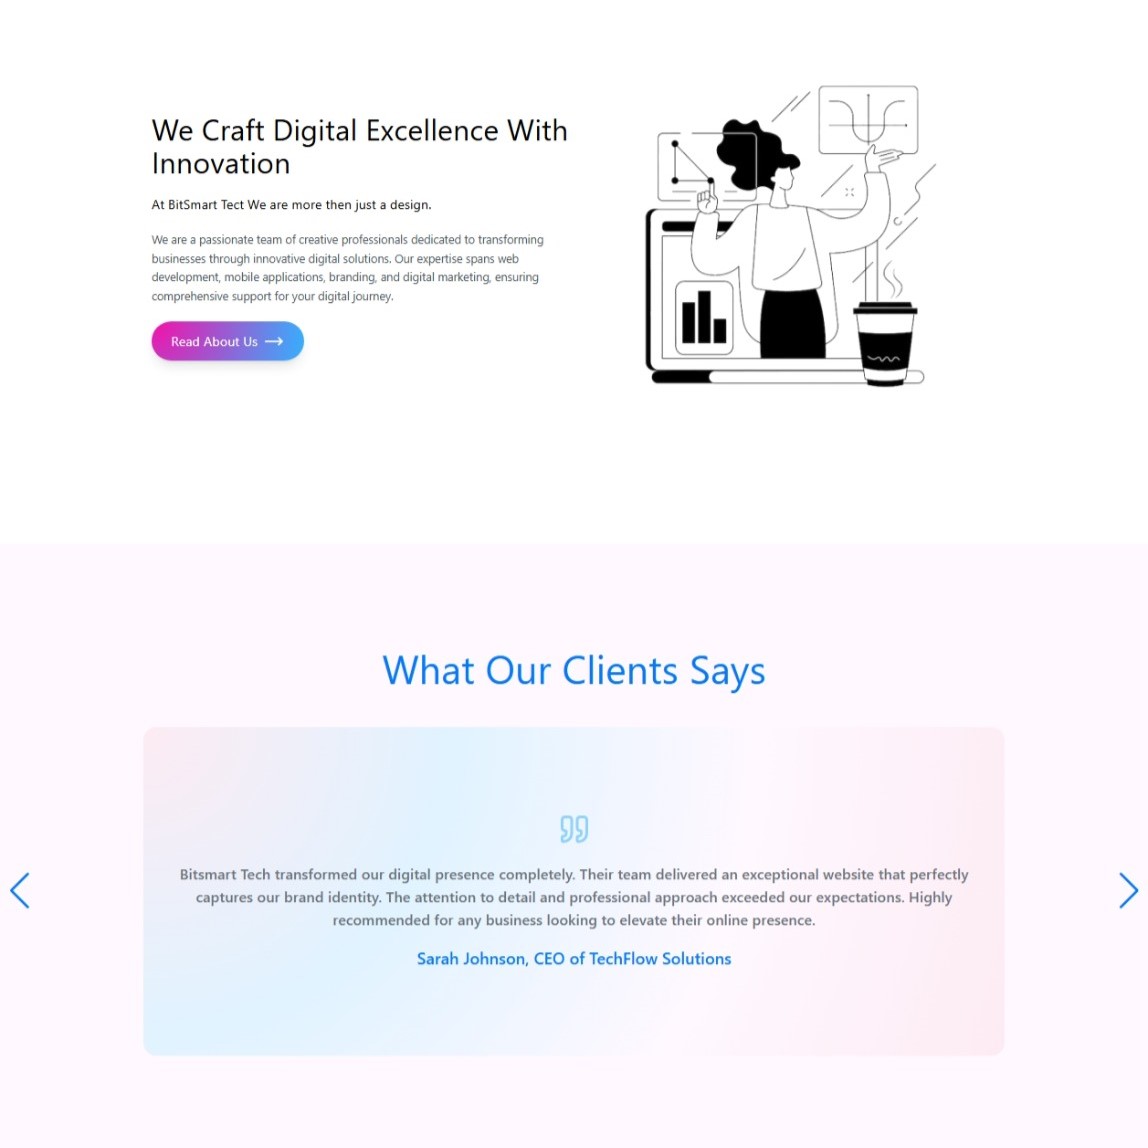 We Craft Digital Excellence With
Innovation
At BitSmart Tect We are more then just a design.
We are a passionate team of creative professionals dedicated to transforming
businesses through innovative digital solutions. Our expertise spans web
development, mobile applications, branding, and digital marketing, ensuring
comprehensive support for your digital journey.
Read About Us
What Our Clients Says
Bitsmart Tech transformed our digital presence completely. Their team delivered an exceptional website that perfectly
captures our brand identity. The attention to detail and professional approach exceeded our expectations. Highly
recommended for any business looking to elevate their online presence.
Sarah Johnson, CEO of TechFlow Solutions